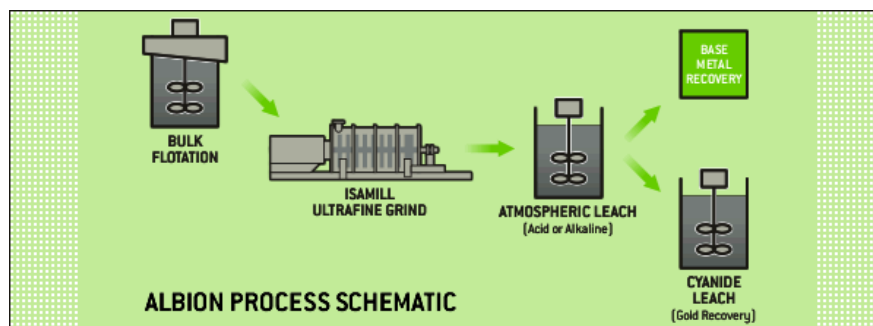 BULK
FLOTATION
ISAMILL
ULTRAFINE GRIND
ATMOSPHERIC LEACH
(Acid or Alkaline)
BASE
METAL
RECOVERY
CYANIDE
LEACH
(Gold Recovery)
ALBION PROCESS SCHEMATIC